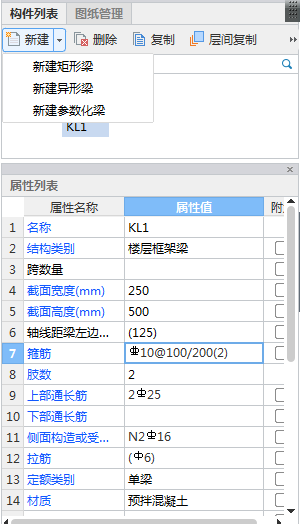 构件列表 图纸管理
新建 删除 复制 层间复制 »
新建矩形梁
新建异形梁
新建参数化梁
KL1
属性列表
属性名称 属性值 附
1 名称 KL1
2 结构类别 楼层框架梁
3 跨数量
4 截面宽度(mm) 250
5 截面高度(mm) 500
6 轴线距梁左边... (125)
7 箍筋 ⏀10@100/200(2)
8 肢数 2
9 上部通长筋 2⏀25
10 下部通长筋
11 侧面构造或受... N2⏀16
12 拉筋 (⏀6)
13 定额类别 单梁
14 材质 预拌混凝土